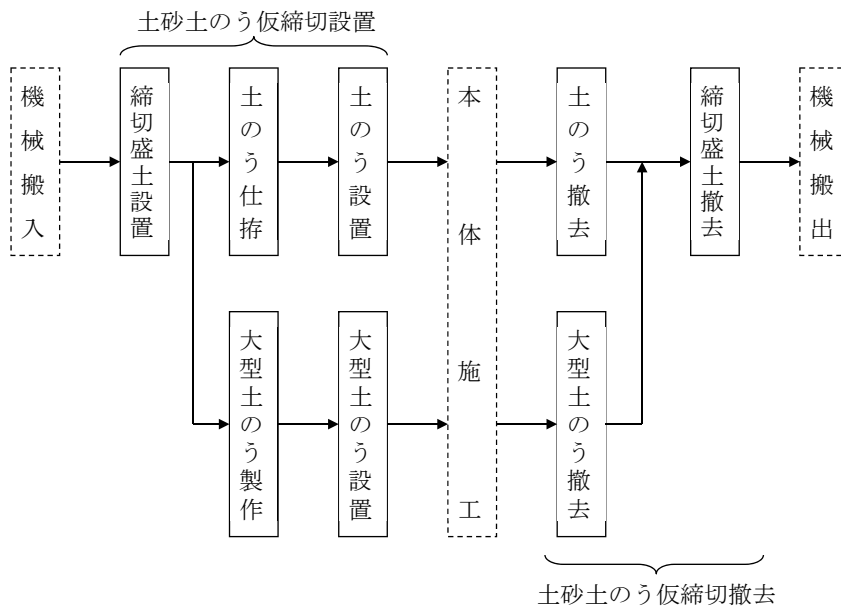 土砂土のう仮締切設置
機械搬入
締切盛土設置
土のう仕拵
土のう設置
本体施工
土のう撤去
締切盛土撤去
機械搬出
大型土のう製作
大型土のう設置
大型土のう撤去
土砂土のう仮締切撤去